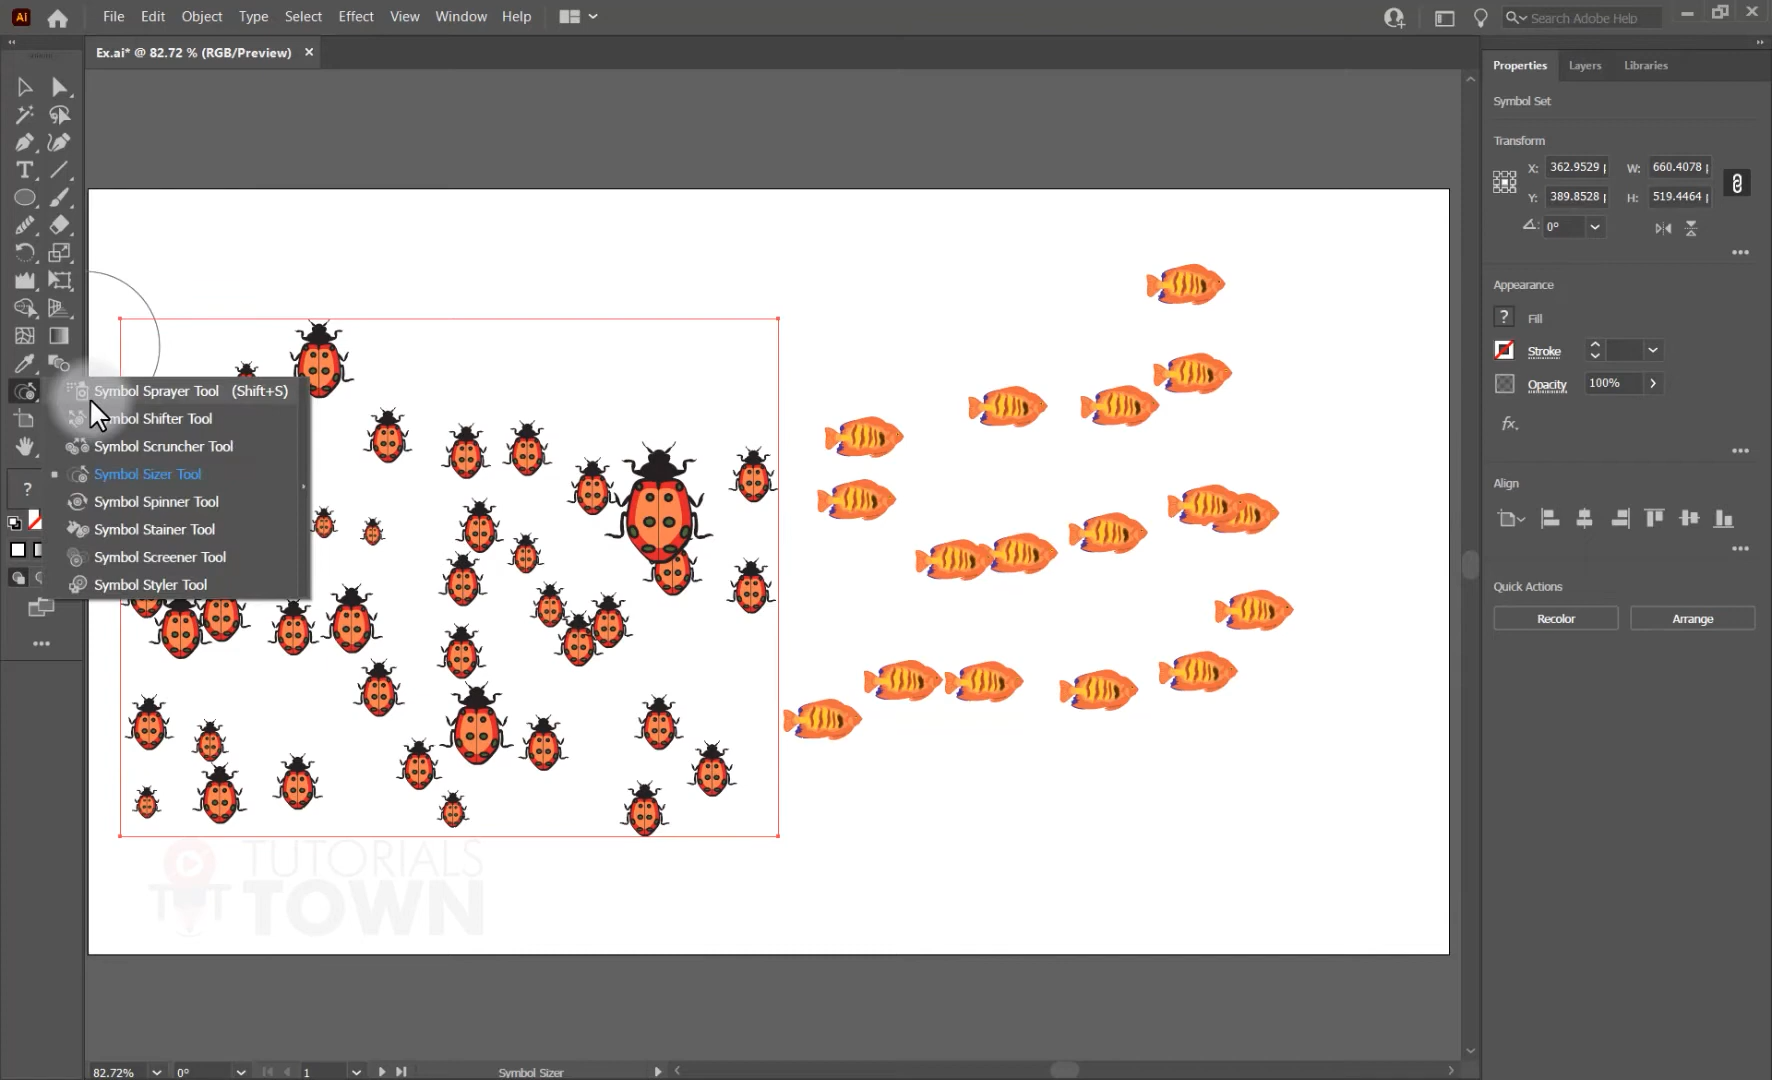 Ai File Edit Object Type Select Effect View Window Help Search Adobe Help
Ex.ai* @ 82.72 % (RGB/Preview) ×
Properties Layers Libraries
Symbol Set
Transform
X: 362.9529 W: 660.4078
Y: 389.8528 H: 519.4464
0°
Appearance
? Fill
Stroke
Opacity 100%
fx.
Align
Quick Actions
Recolor Arrange
T
Symbol Sprayer Tool (Shift+S)
Symbol Shifter Tool
Symbol Scruncher Tool
Symbol Sizer Tool
Symbol Spinner Tool
Symbol Stainer Tool
Symbol Screener Tool
Symbol Styler Tool
?
TUTORIALS
TOWN
82.72% 0° 1 Symbol Sizer